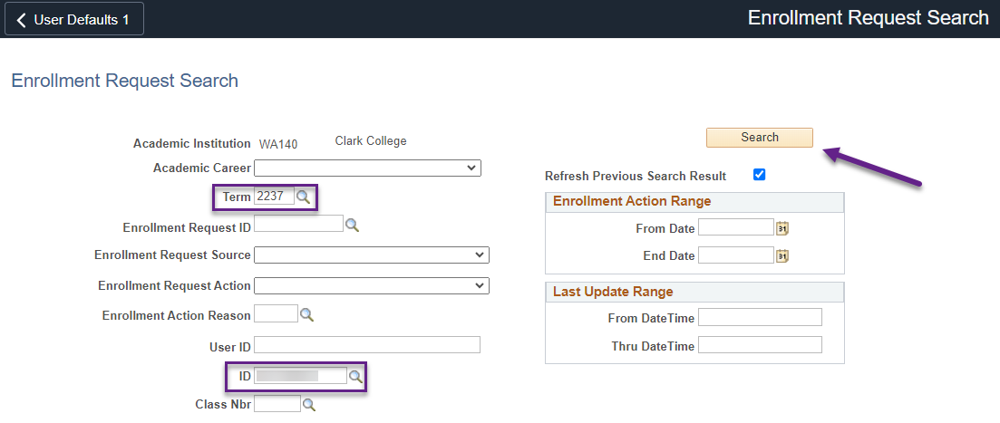 User Defaults 1
Enrollment Request Search
Enrollment Request Search
Academic Institution WA140 Clark College
Academic Career
Term 2237
Enrollment Request ID
Enrollment Request Source
Enrollment Request Action
Enrollment Action Reason
User ID
ID
Class Nbr
Search
Refresh Previous Search Result
Enrollment Action Range
From Date 31
End Date 31
Last Update Range
From DateTime
Thru DateTime